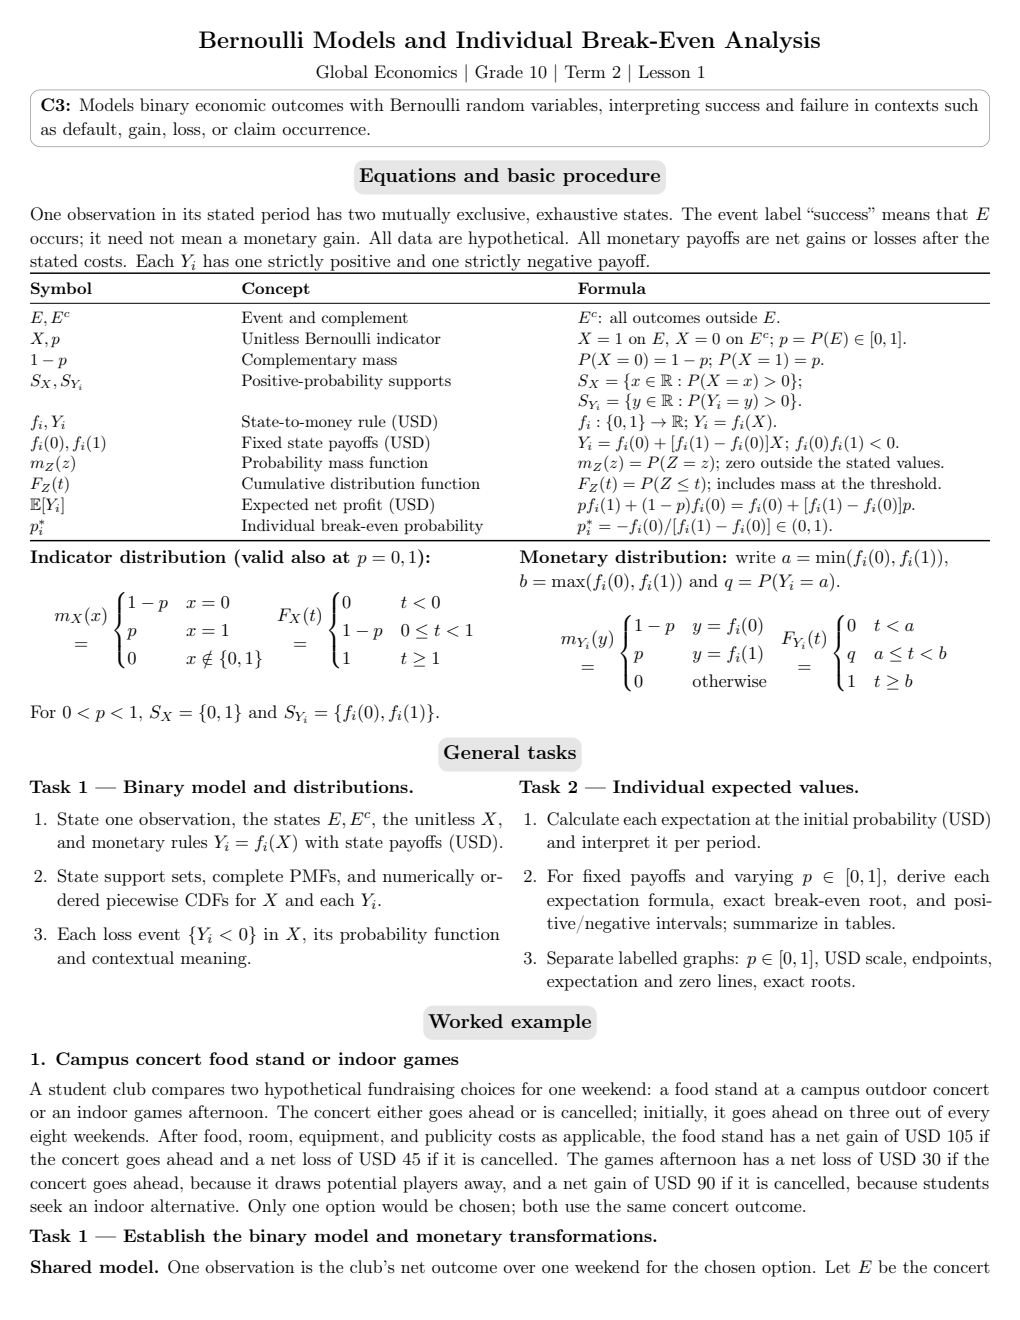 Bernoulli Models and Individual Break-Even Analysis
Global Economics | Grade 10 | Term 2 | Lesson 1
C3: Models binary economic outcomes with Bernoulli random variables, interpreting success and failure in contexts such
as default, gain, loss, or claim occurrence.
Equations and basic procedure
One observation in its stated period has two mutually exclusive, exhaustive states. The event label “success” means that E
occurs; it need not mean a monetary gain. All data are hypothetical. All monetary payoffs are net gains or losses after the
stated costs. Each Y_i has one strictly positive and one strictly negative payoff.
Symbol Concept Formula
E, E^c Event and complement E^c: all outcomes outside E.
X, p Unitless Bernoulli indicator X = 1 on E, X = 0 on E^c; p = P(E) ∈ [0, 1].
1 − p Complementary mass P(X = 0) = 1 − p; P(X = 1) = p.
S_X, S_{Y_i} Positive-probability supports S_X = {x ∈ ℝ : P(X = x) > 0};
S_{Y_i} = {y ∈ ℝ : P(Y_i = y) > 0}.
f_i, Y_i State-to-money rule (USD) f_i : {0, 1} → ℝ; Y_i = f_i(X).
f_i(0), f_i(1) Fixed state payoffs (USD) Y_i = f_i(0) + [f_i(1) − f_i(0)]X; f_i(0)f_i(1) < 0.
m_Z(z) Probability mass function m_Z(z) = P(Z = z); zero outside the stated values.
F_Z(t) Cumulative distribution function F_Z(t) = P(Z ≤ t); includes mass at the threshold.
𝔼[Y_i] Expected net profit (USD) pf_i(1) + (1 − p)f_i(0) = f_i(0) + [f_i(1) − f_i(0)]p.
p_i^* Individual break-even probability p_i^* = −f_i(0)/[f_i(1) − f_i(0)] ∈ (0, 1).
Indicator distribution (valid also at p = 0, 1):
m_X(x) = { 1 − p x = 0
p x = 1
0 x ∉ {0, 1}
F_X(t) = { 0 t < 0
1 − p 0 ≤ t < 1
1 t ≥ 1
For 0 < p < 1, S_X = {0, 1} and S_{Y_i} = {f_i(0), f_i(1)}.
Monetary distribution: write a = min(f_i(0), f_i(1)),
b = max(f_i(0), f_i(1)) and q = P(Y_i = a).
m_{Y_i}(y) = { 1 − p y = f_i(0)
p y = f_i(1)
0 otherwise
F_{Y_i}(t) = { 0 t < a
q a ≤ t < b
1 t ≥ b
General tasks
Task 1 — Binary model and distributions.
1. State one observation, the states E, E^c, the unitless X,
and monetary rules Y_i = f_i(X) with state payoffs (USD).
2. State support sets, complete PMFs, and numerically or-
dered piecewise CDFs for X and each Y_i.
3. Each loss event {Y_i < 0} in X, its probability function
and contextual meaning.
Task 2 — Individual expected values.
1. Calculate each expectation at the initial probability (USD)
and interpret it per period.
2. For fixed payoffs and varying p ∈ [0, 1], derive each
expectation formula, exact break-even root, and posi-
tive/negative intervals; summarize in tables.
3. Separate labelled graphs: p ∈ [0, 1], USD scale, endpoints,
expectation and zero lines, exact roots.
Worked example
1. Campus concert food stand or indoor games
A student club compares two hypothetical fundraising choices for one weekend: a food stand at a campus outdoor concert
or an indoor games afternoon. The concert either goes ahead or is cancelled; initially, it goes ahead on three out of every
eight weekends. After food, room, equipment, and publicity costs as applicable, the food stand has a net gain of USD 105 if
the concert goes ahead and a net loss of USD 45 if it is cancelled. The games afternoon has a net loss of USD 30 if the
concert goes ahead, because it draws potential players away, and a net gain of USD 90 if it is cancelled, because students
seek an indoor alternative. Only one option would be chosen; both use the same concert outcome.
Task 1 — Establish the binary model and monetary transformations.
Shared model. One observation is the club’s net outcome over one weekend for the chosen option. Let E be the concert